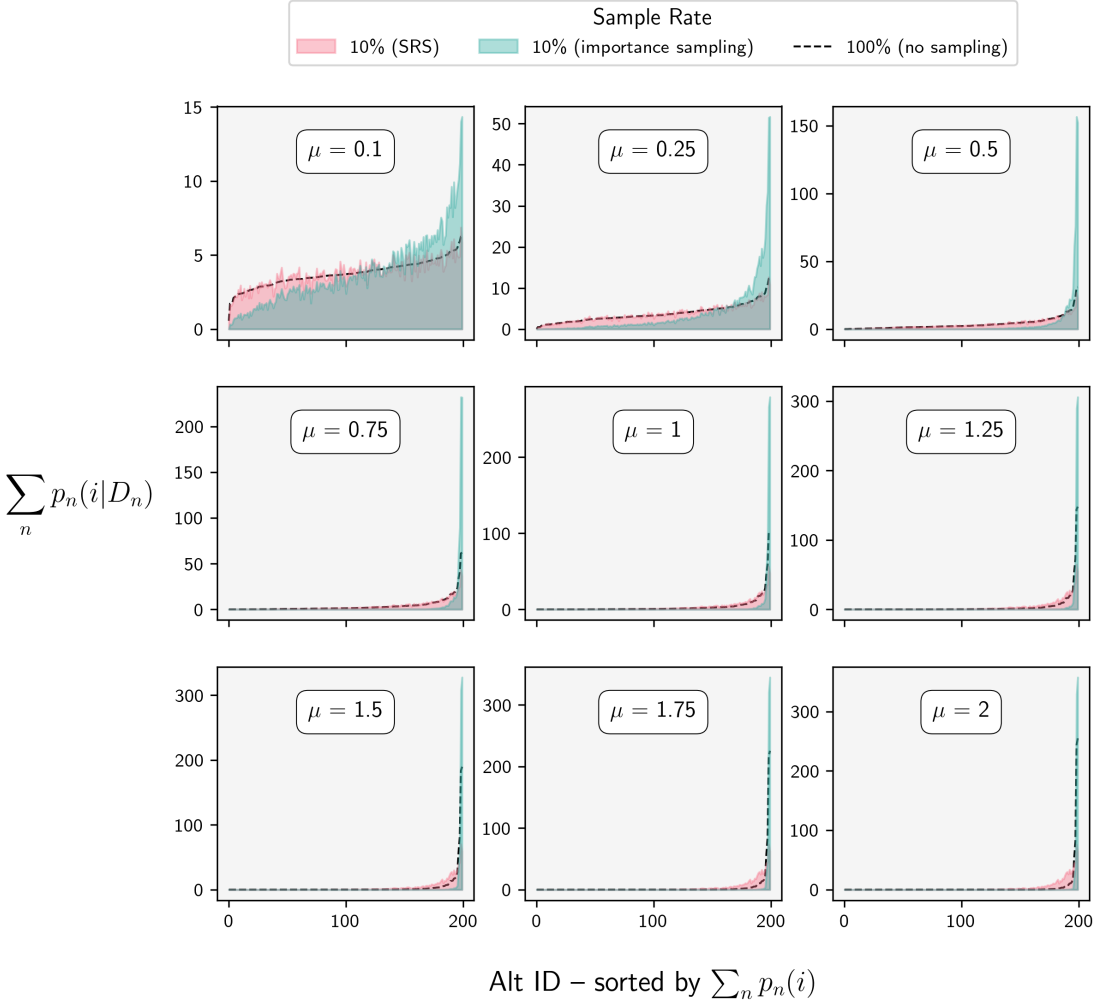 Sample Rate
10% (SRS) 10% (importance sampling) 100% (no sampling)
15
10
5
0
μ = 0.1
50
40
30
20
10
0
μ = 0.25
150
100
50
0
μ = 0.5
200
150
100
50
0
μ = 0.75
200
100
0
μ = 1
300
200
100
0
μ = 1.25
∑ₙ pₙ(i|Dₙ)
300
200
100
0
μ = 1.5
0 100 200
300
200
100
0
μ = 1.75
0 100 200
300
200
100
0
μ = 2
0 100 200
Alt ID – sorted by ∑ₙ pₙ(i)